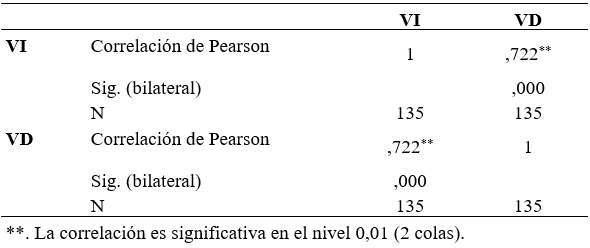 VI VD
VI Correlación de Pearson 1 ,722**
Sig. (bilateral) ,000
N 135 135
VD Correlación de Pearson ,722** 1
Sig. (bilateral) ,000
N 135 135
**. La correlación es significativa en el nivel 0,01 (2 colas).